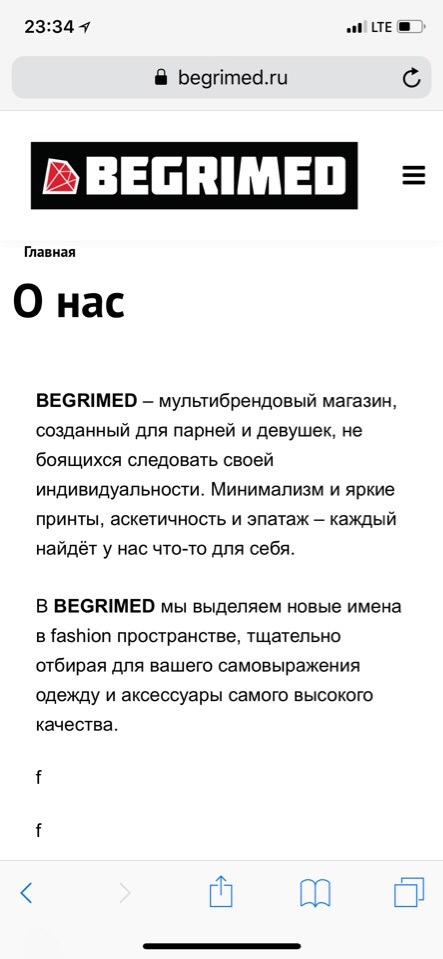 23:34
LTE
begrimed.ru
BEGRIMED
Главная
О нас
BEGRIMED – мультибрендовый магазин,
созданный для парней и девушек, не
боящихся следовать своей
индивидуальности. Минимализм и яркие
принты, аскетичность и эпатаж – каждый
найдёт у нас что-то для себя.
В BEGRIMED мы выделяем новые имена
в fashion пространстве, тщательно
отбирая для вашего самовыражения
одежду и аксессуары самого высокого
качества.
f
f